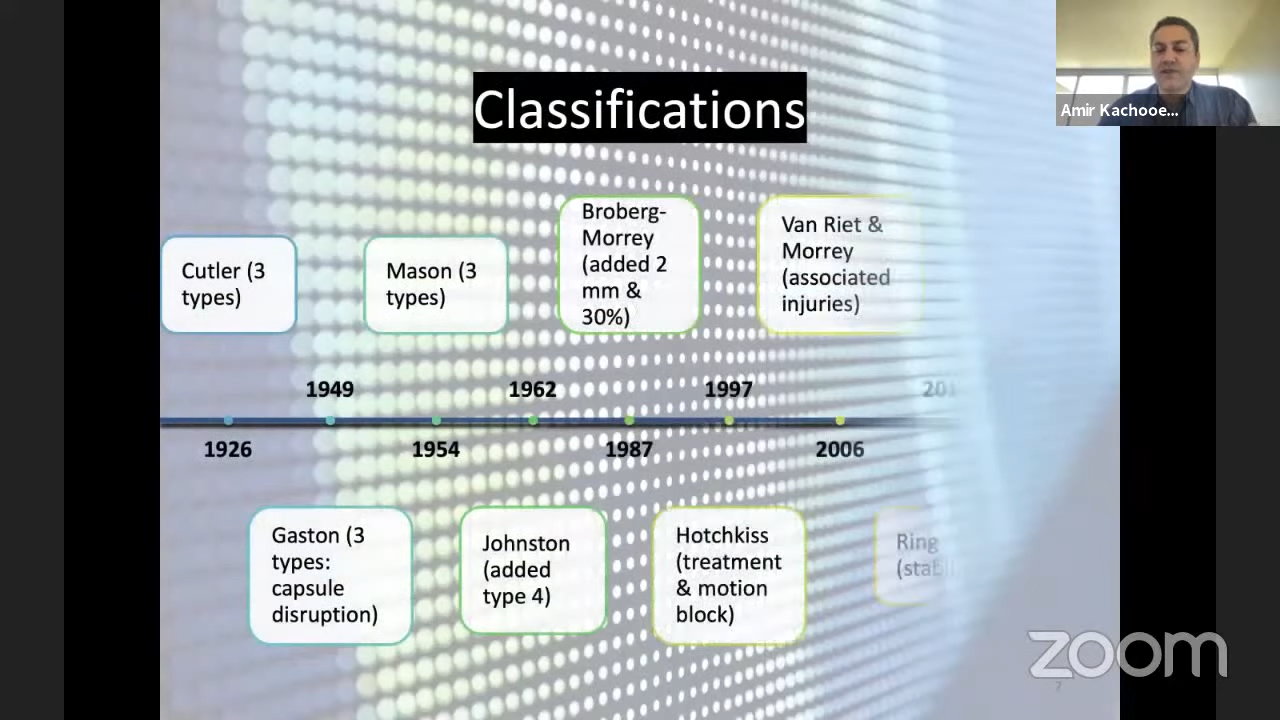 Classifications
Amir Kachooe...
Cutler (3
types)
Mason (3
types)
Broberg-
Morrey
(added 2
mm &
30%)
Van Riet &
Morrey
(associated
injuries)
1949
1962
1997
1926
1954
1987
2006
Gaston (3
types:
capsule
disruption)
Johnston
(added
type 4)
Hotchkiss
(treatment
& motion
block)
Ring
zoom
7